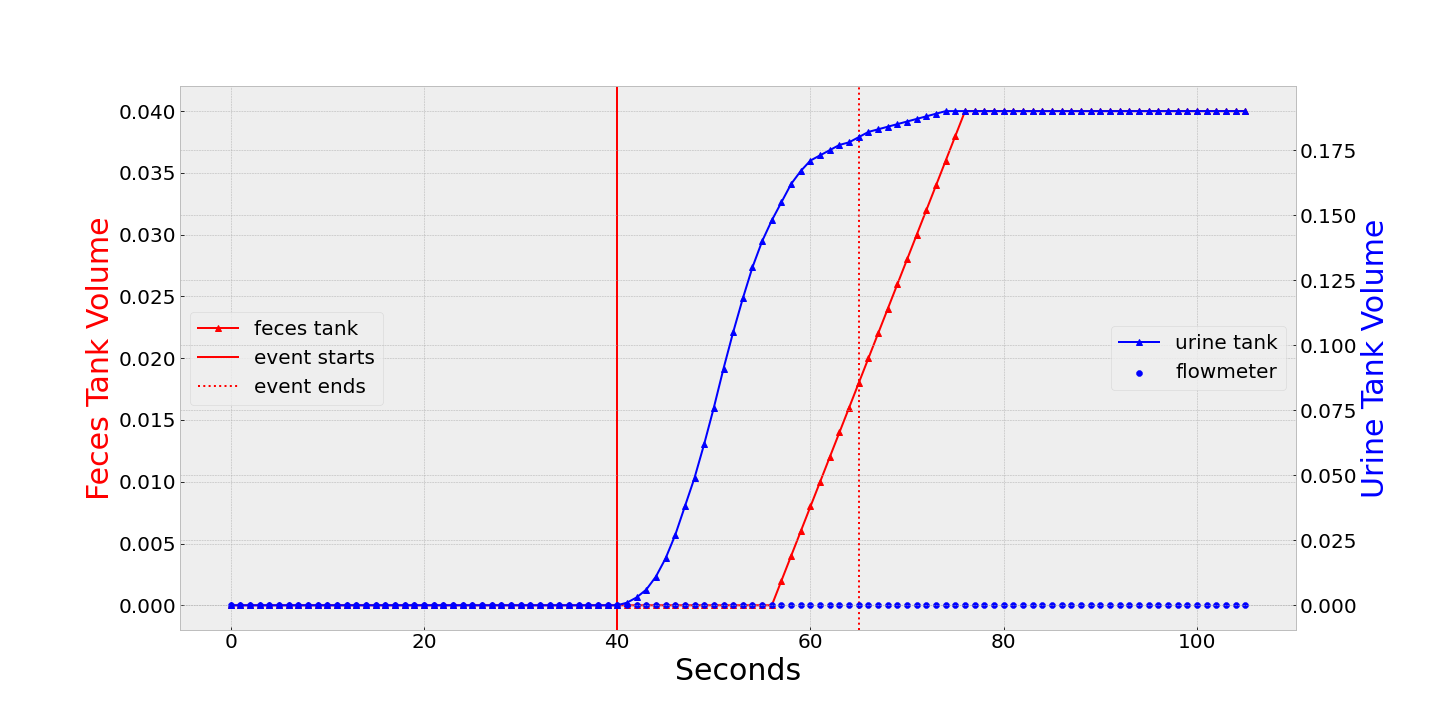 0.040
0.035
0.030
0.025
0.020
0.015
0.010
0.005
0.000
Feces Tank Volume
feces tank
event starts
event ends
urine tank
flowmeter
0.175
0.150
0.125
0.100
0.075
0.050
0.025
0.000
Urine Tank Volume
0 20 40 60 80 100
Seconds